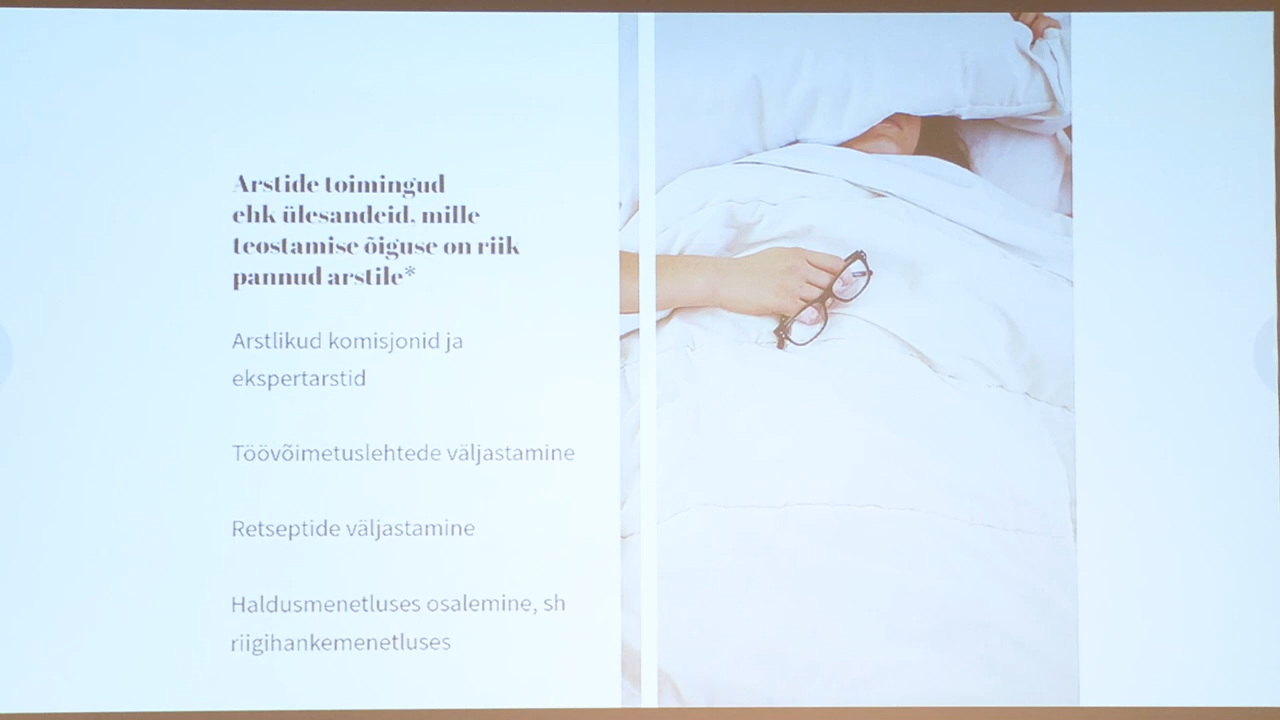 Arstide toimingud
ehk ülesandeid, mille
teostamise õiguse on riik
pannud arstile*
Arstlikud komisjonid ja
ekspertarstid
Töövõimetuslehtede väljastamine
Retseptide väljastamine
Haldusmenetluses osalemine, sh
riigihankemenetluses